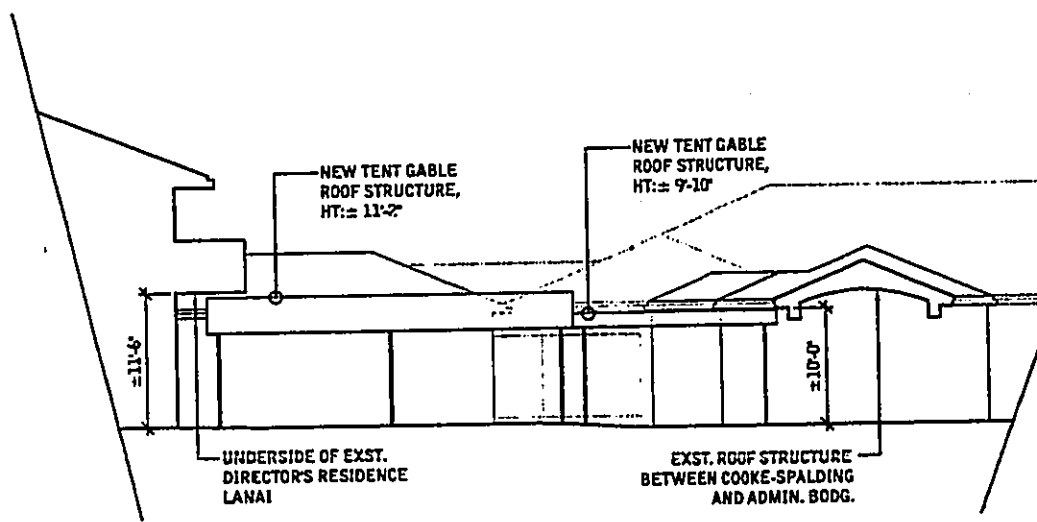 NEW TENT GABLE
ROOF STRUCTURE,
HT:± 11'-2"
NEW TENT GABLE
ROOF STRUCTURE,
HT:± 9'-10"
±11'-6"
±10'-0"
UNDERSIDE OF EXST.
DIRECTOR'S RESIDENCE
LANAI
EXST. ROOF STRUCTURE
BETWEEN COOKE-SPALDING
AND ADMIN. BODG.